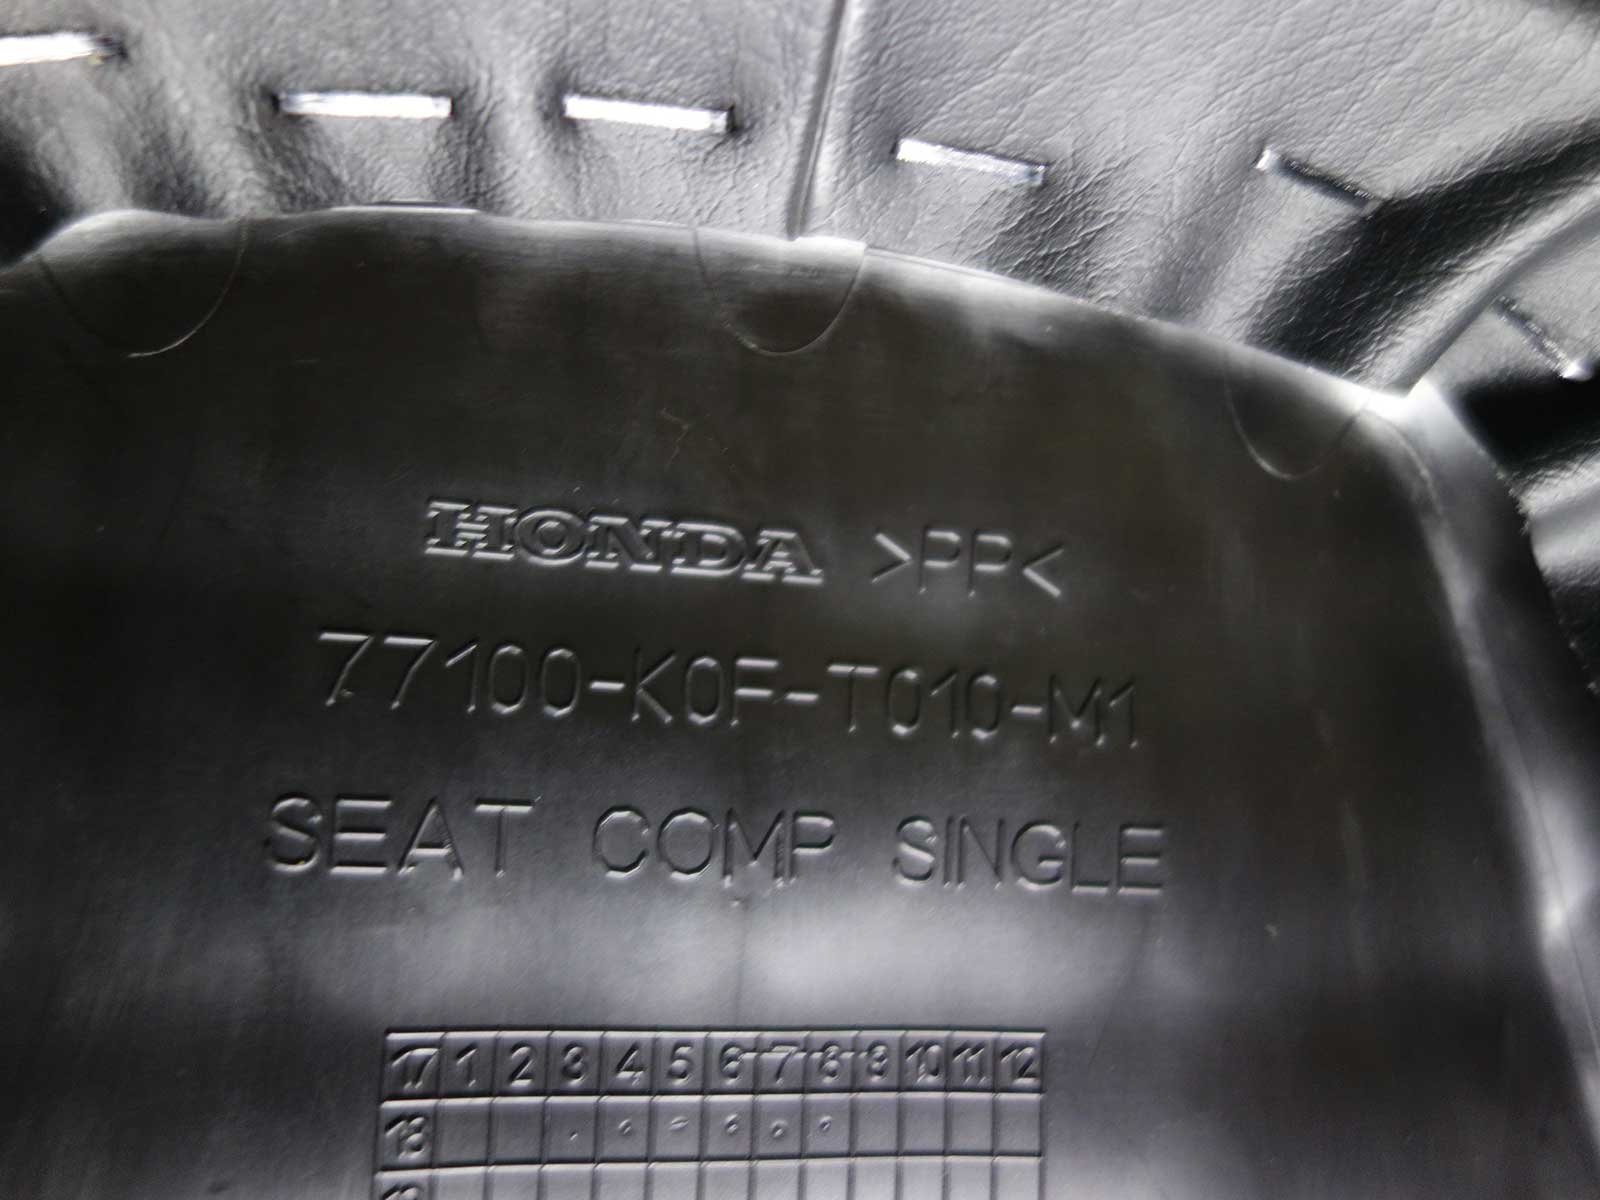 HONDA >PP<
77100-K0F-T010-M1
SEAT COMP SINGLE
17 1 2 3 4 5 6 7 8 9 10 11 12
18